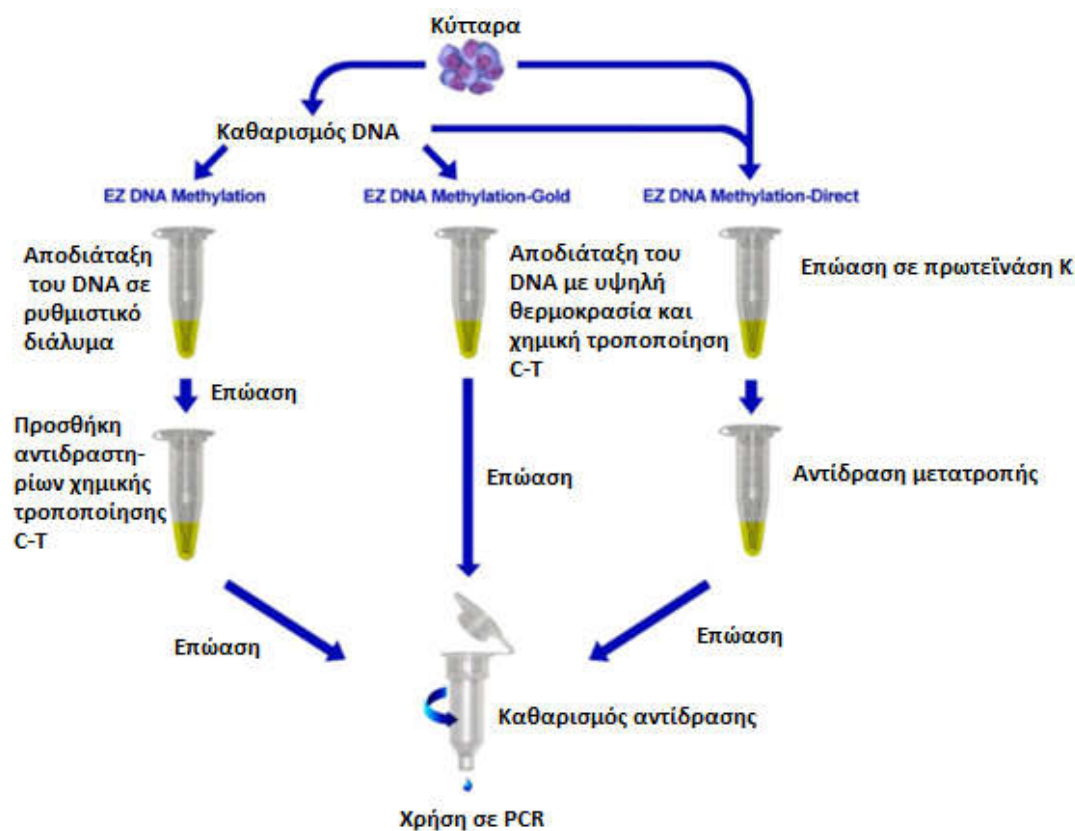 Κύτταρα
Καθαρισμός DNA
EZ DNA Methylation
EZ DNA Methylation-Gold
EZ DNA Methylation-Direct
Αποδιάταξη
του DNA σε
ρυθμιστικό
διάλυμα
Αποδιάταξη του
DNA με υψηλή
θερμοκρασία και
χημική τροποποίηση
C-T
Επώαση σε πρωτεϊνάση Κ
Επώαση
Προσθήκη
αντιδραστη-
ρίων χημικής
τροποποίησης
C-T
Επώαση
Αντίδραση μετατροπής
Επώαση
Επώαση
Καθαρισμός αντίδρασης
Χρήση σε PCR